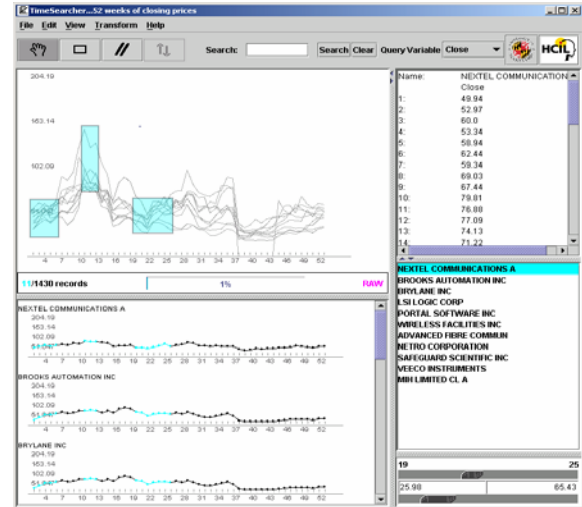 TimeSearcher...52 weeks of closing prices
File Edit View Transform Help
Search: Search Clear Query Variable Close HCIL
204.19
163.14
102.09
4 7 10 13 16 19 22 25 28 31 34 37 40 43 46 49 52
11/1430 records 1% RAW
Name: NEXTEL COMMUNICATION
Close
1: 49.94
2: 52.97
3: 60.0
4: 53.34
5: 58.94
6: 62.44
7: 59.34
8: 69.03
9: 67.44
10: 79.81
11: 76.88
12: 77.09
13: 74.13
14: 71.22
NEXTEL COMMUNICATIONS A
BROOKS AUTOMATION INC
BRYLANE INC
LSI LOGIC CORP
PORTAL SOFTWARE INC
WIRELESS FACILITIES INC
ADVANCED FIBRE COMMUN
NETRO CORPORATION
SAFEGUARD SCIENTIFIC INC
VEECO INSTRUMENTS
MIH LIMITED CL A
NEXTEL COMMUNICATIONS A
204.19
163.14
102.09
51.047
4 7 10 13 16 19 22 25 28 31 34 37 40 43 46 49 52
BROOKS AUTOMATION INC
204.19
163.14
102.09
51.047
4 7 10 13 16 19 22 25 28 31 34 37 40 43 46 49 52
BRYLANE INC
204.19
163.14
102.09
51.047
4 7 10 13 16 19 22 25 28 31 34 37 40 43 46 49 52
19 25
25.98 65.43